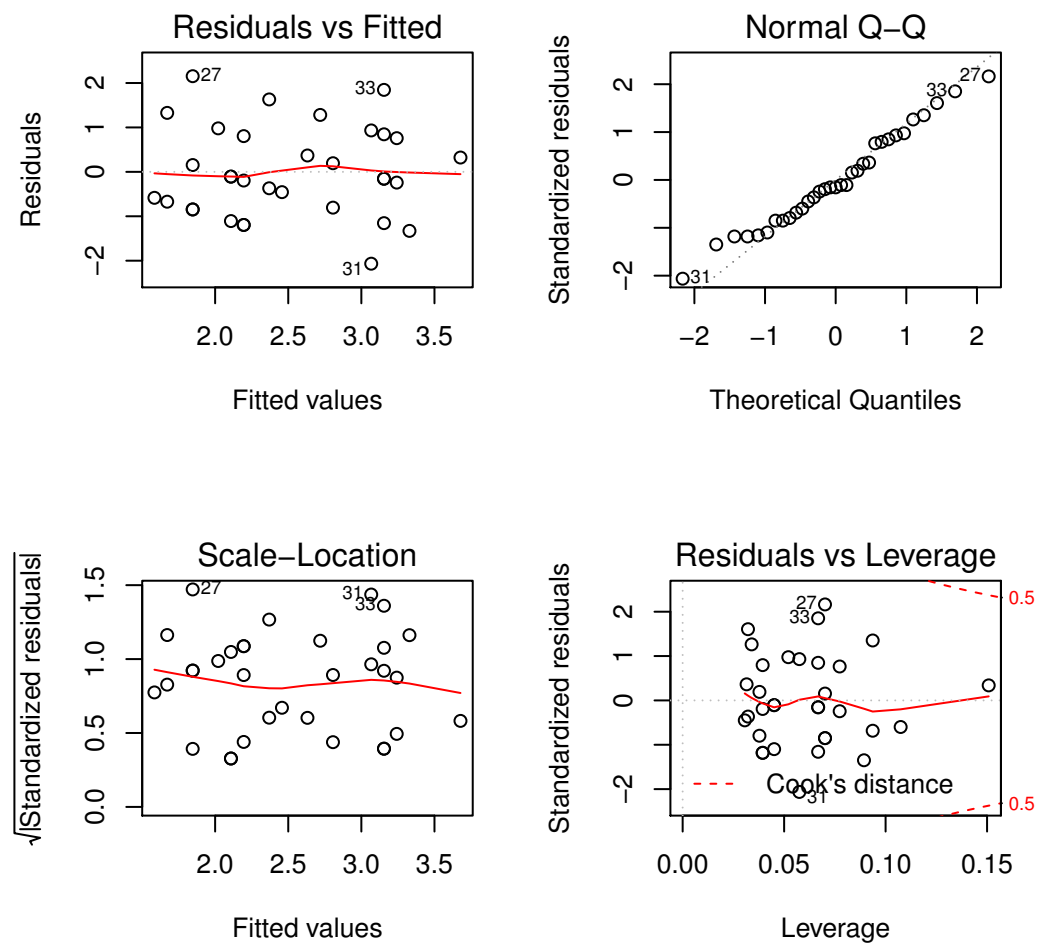 Residuals vs Fitted
Residuals
2
1
0
−2
27
33
31
2.0 2.5 3.0 3.5
Fitted values
Normal Q−Q
Standardized residuals
2
0
−2
33
27
31
−2 −1 0 1 2
Theoretical Quantiles
Scale−Location
√|Standardized residuals|
1.5
1.0
0.5
0.0
27
31
33
2.0 2.5 3.0 3.5
Fitted values
Residuals vs Leverage
Standardized residuals
2
1
0
−2
27
33
31
0.5
0.5
Cook's distance
0.00 0.05 0.10 0.15
Leverage